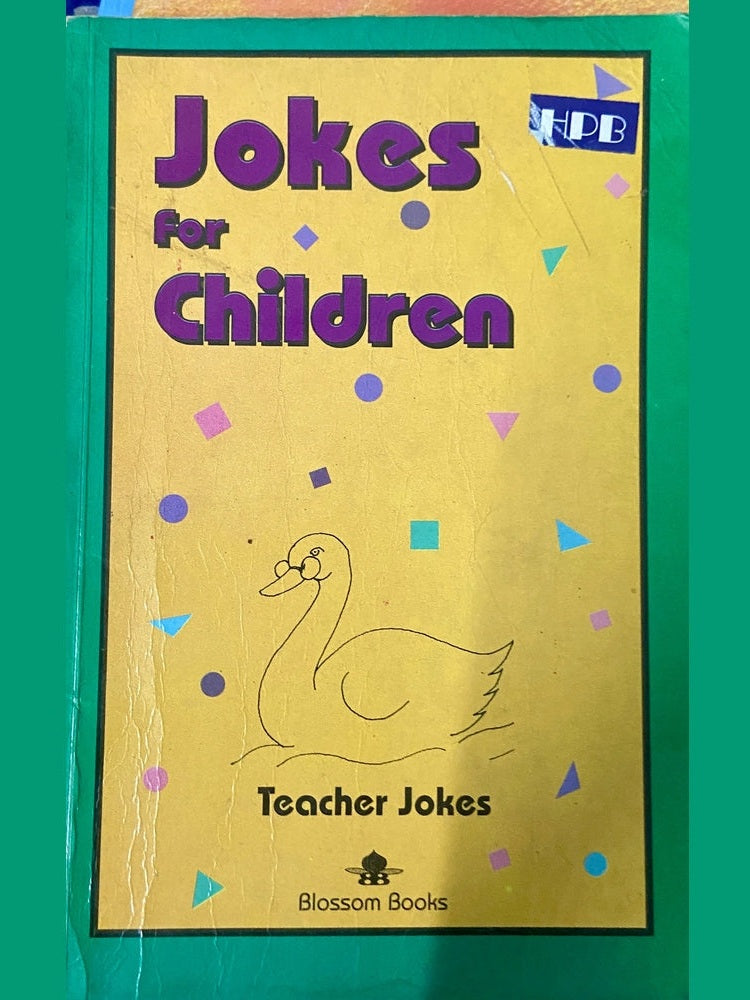 HPB
Jokes
for
Children
Teacher Jokes
Blossom Books